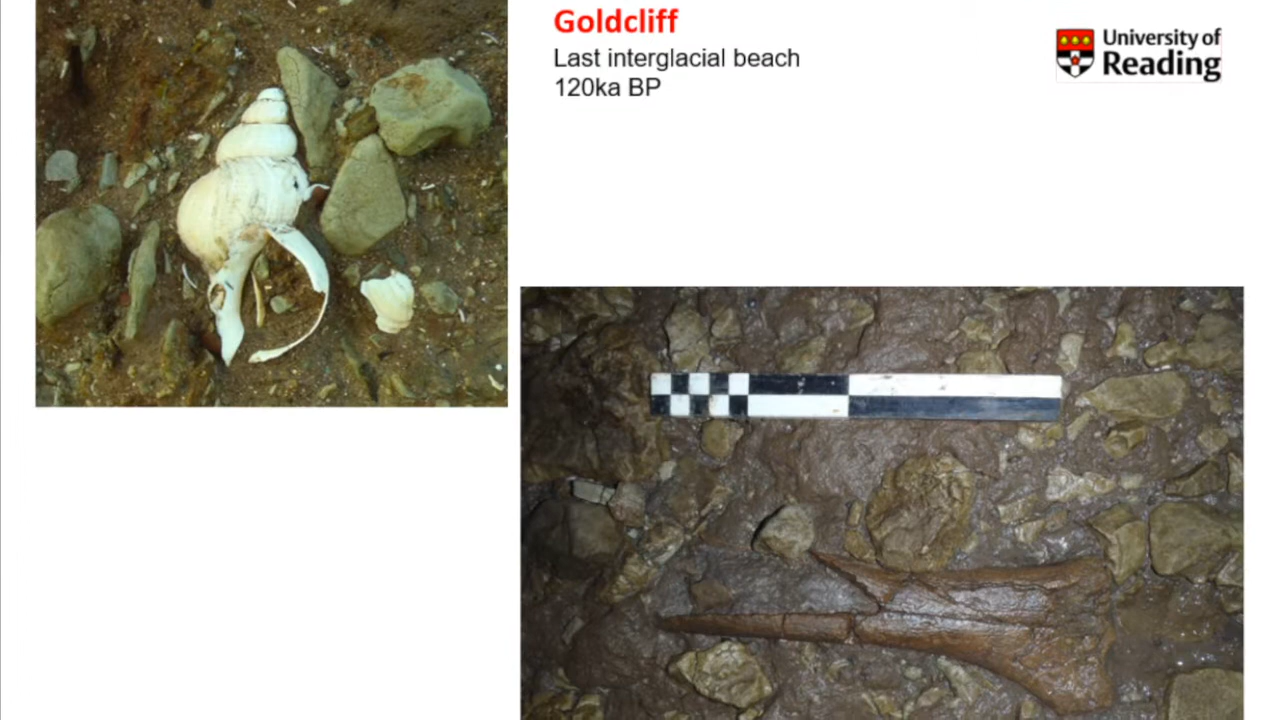 Goldcliff
Last interglacial beach
120ka BP
University of
Reading